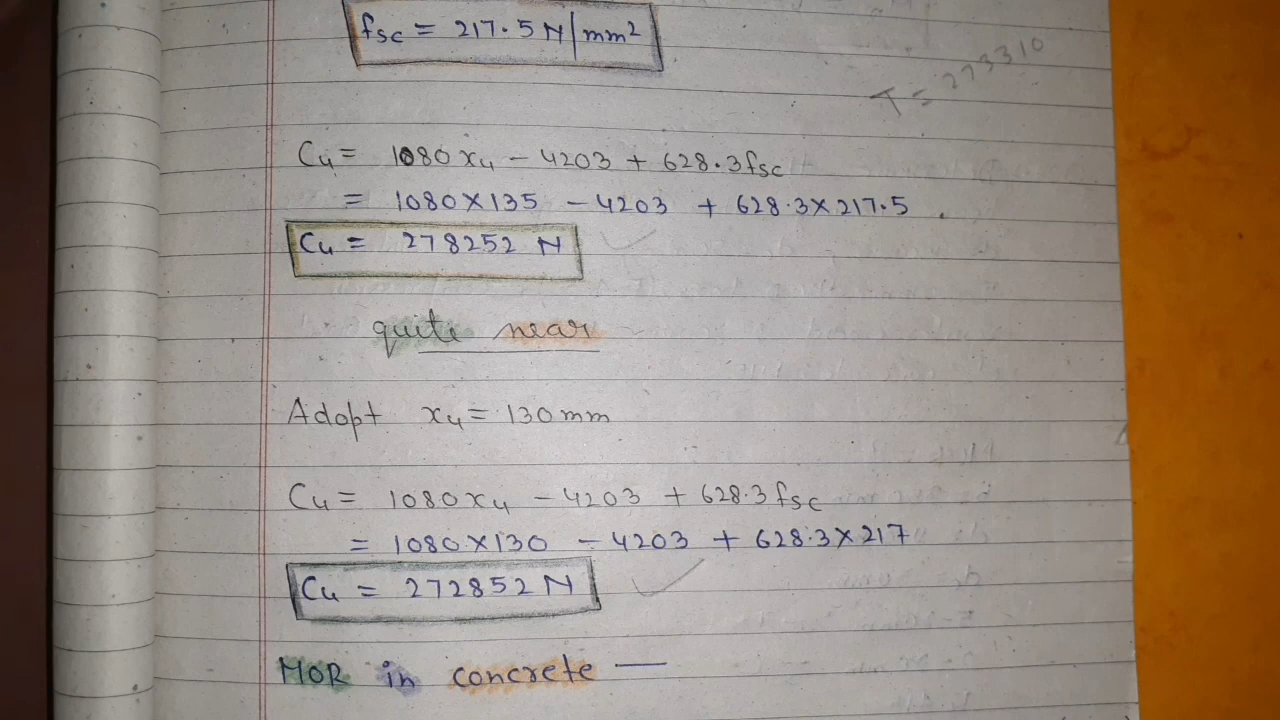 fsc = 217.5 N/mm²
T = 273310
Cu = 1080 xu - 4203 + 628.3 fsc
= 1080 × 135 - 4203 + 628.3 × 217.5
Cu = 278252 N
quite near
Adopt xu = 130 mm
Cu = 1080 xu - 4203 + 628.3 fsc
= 1080 × 130 - 4203 + 628.3 × 217
Cu = 272852 N
MOR in concrete —